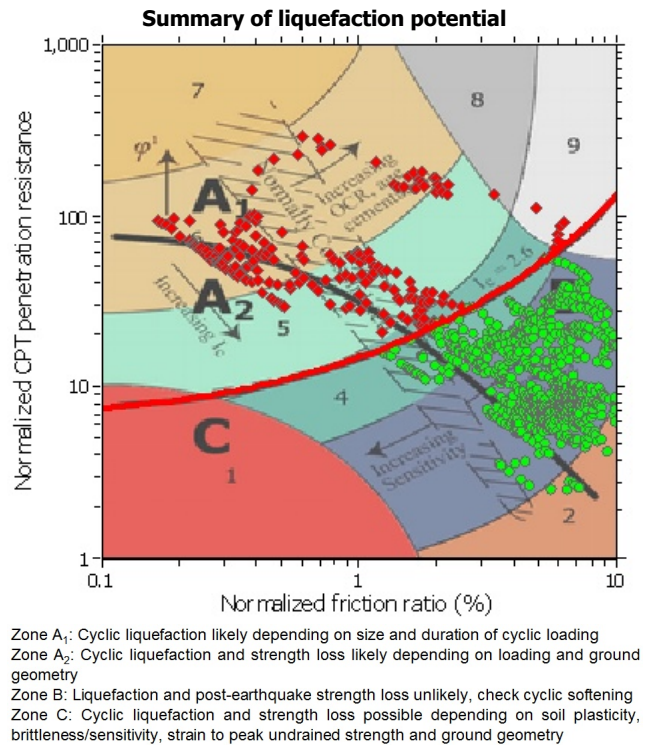 Summary of liquefaction potential
1,000
7
8
9
φ'
Increasing
OCR, age
cementation
Normally
A1
100
6
Ic = 2.6
A2
Increasing Ic
5
B
10
4
C
1
Increasing
Sensitivity
2
1
0.1
1
10
Normalized CPT penetration resistance
Normalized friction ratio (%)
Zone A1: Cyclic liquefaction likely depending on size and duration of cyclic loading
Zone A2: Cyclic liquefaction and strength loss likely depending on loading and ground
geometry
Zone B: Liquefaction and post-earthquake strength loss unlikely, check cyclic softening
Zone C: Cyclic liquefaction and strength loss possible depending on soil plasticity,
brittleness/sensitivity, strain to peak undrained strength and ground geometry